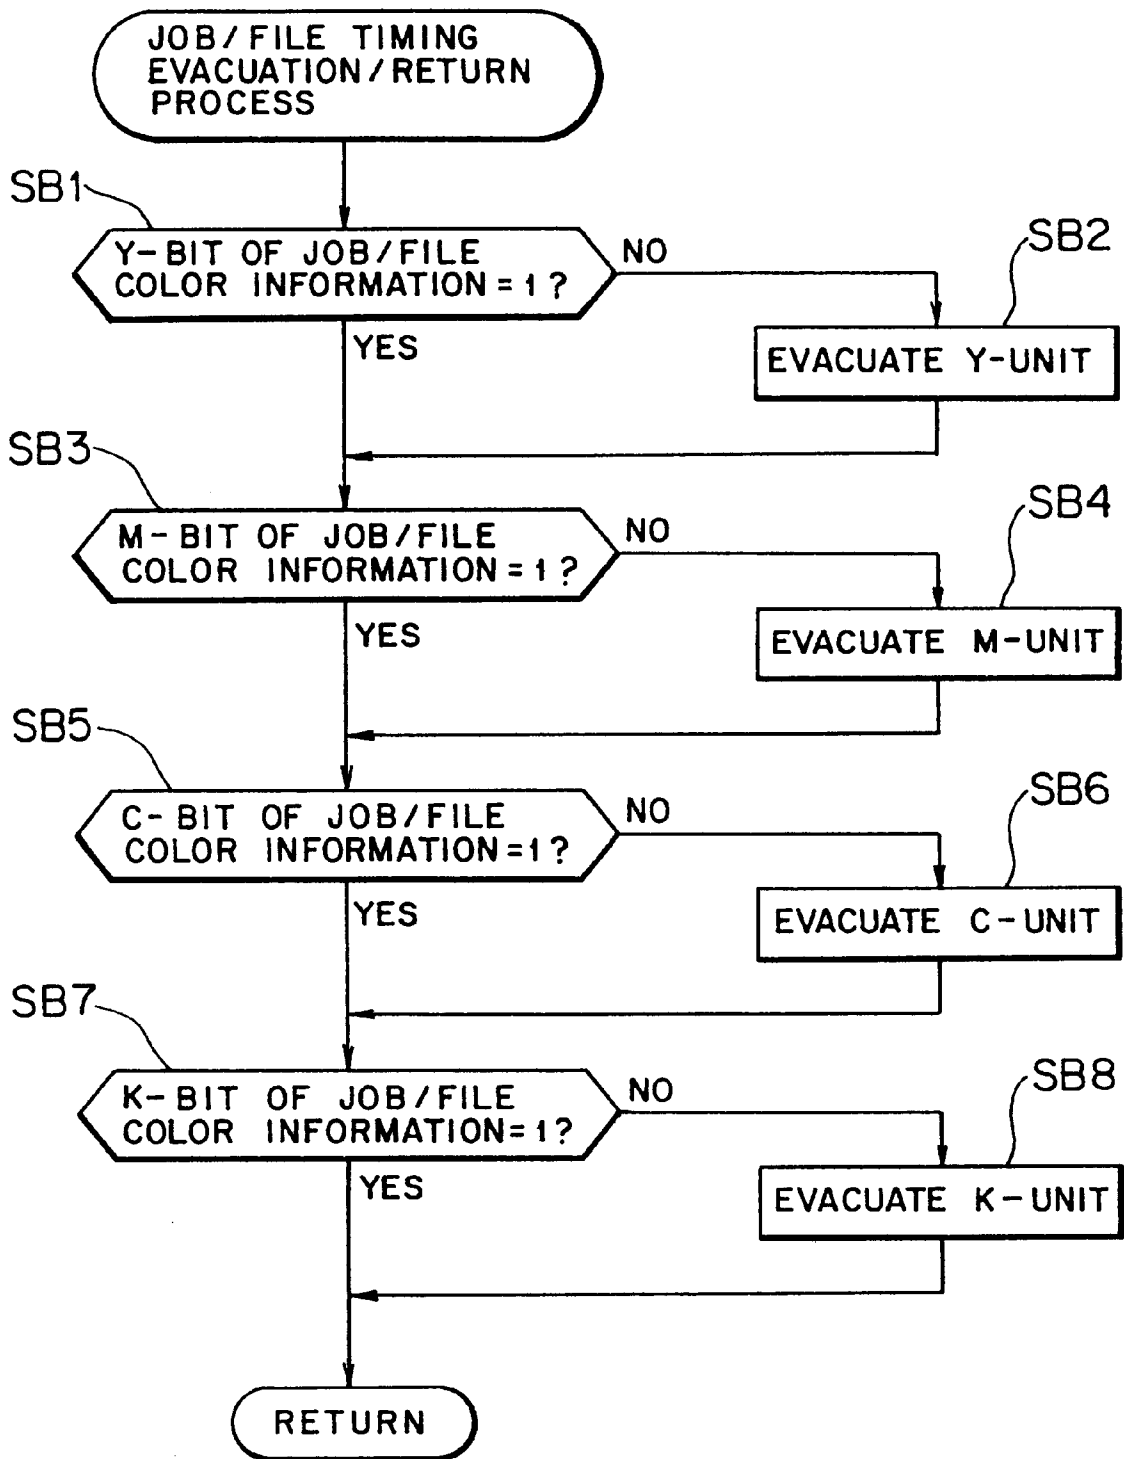 JOB/FILE TIMING
EVACUATION/RETURN
PROCESS
SB1
Y-BIT OF JOB/FILE
COLOR INFORMATION=1?
NO
SB2
YES
EVACUATE Y-UNIT
SB3
M-BIT OF JOB/FILE
COLOR INFORMATION=1?
NO
SB4
YES
EVACUATE M-UNIT
SB5
C-BIT OF JOB/FILE
COLOR INFORMATION=1?
NO
SB6
YES
EVACUATE C-UNIT
SB7
K-BIT OF JOB/FILE
COLOR INFORMATION=1?
NO
SB8
YES
EVACUATE K-UNIT
RETURN